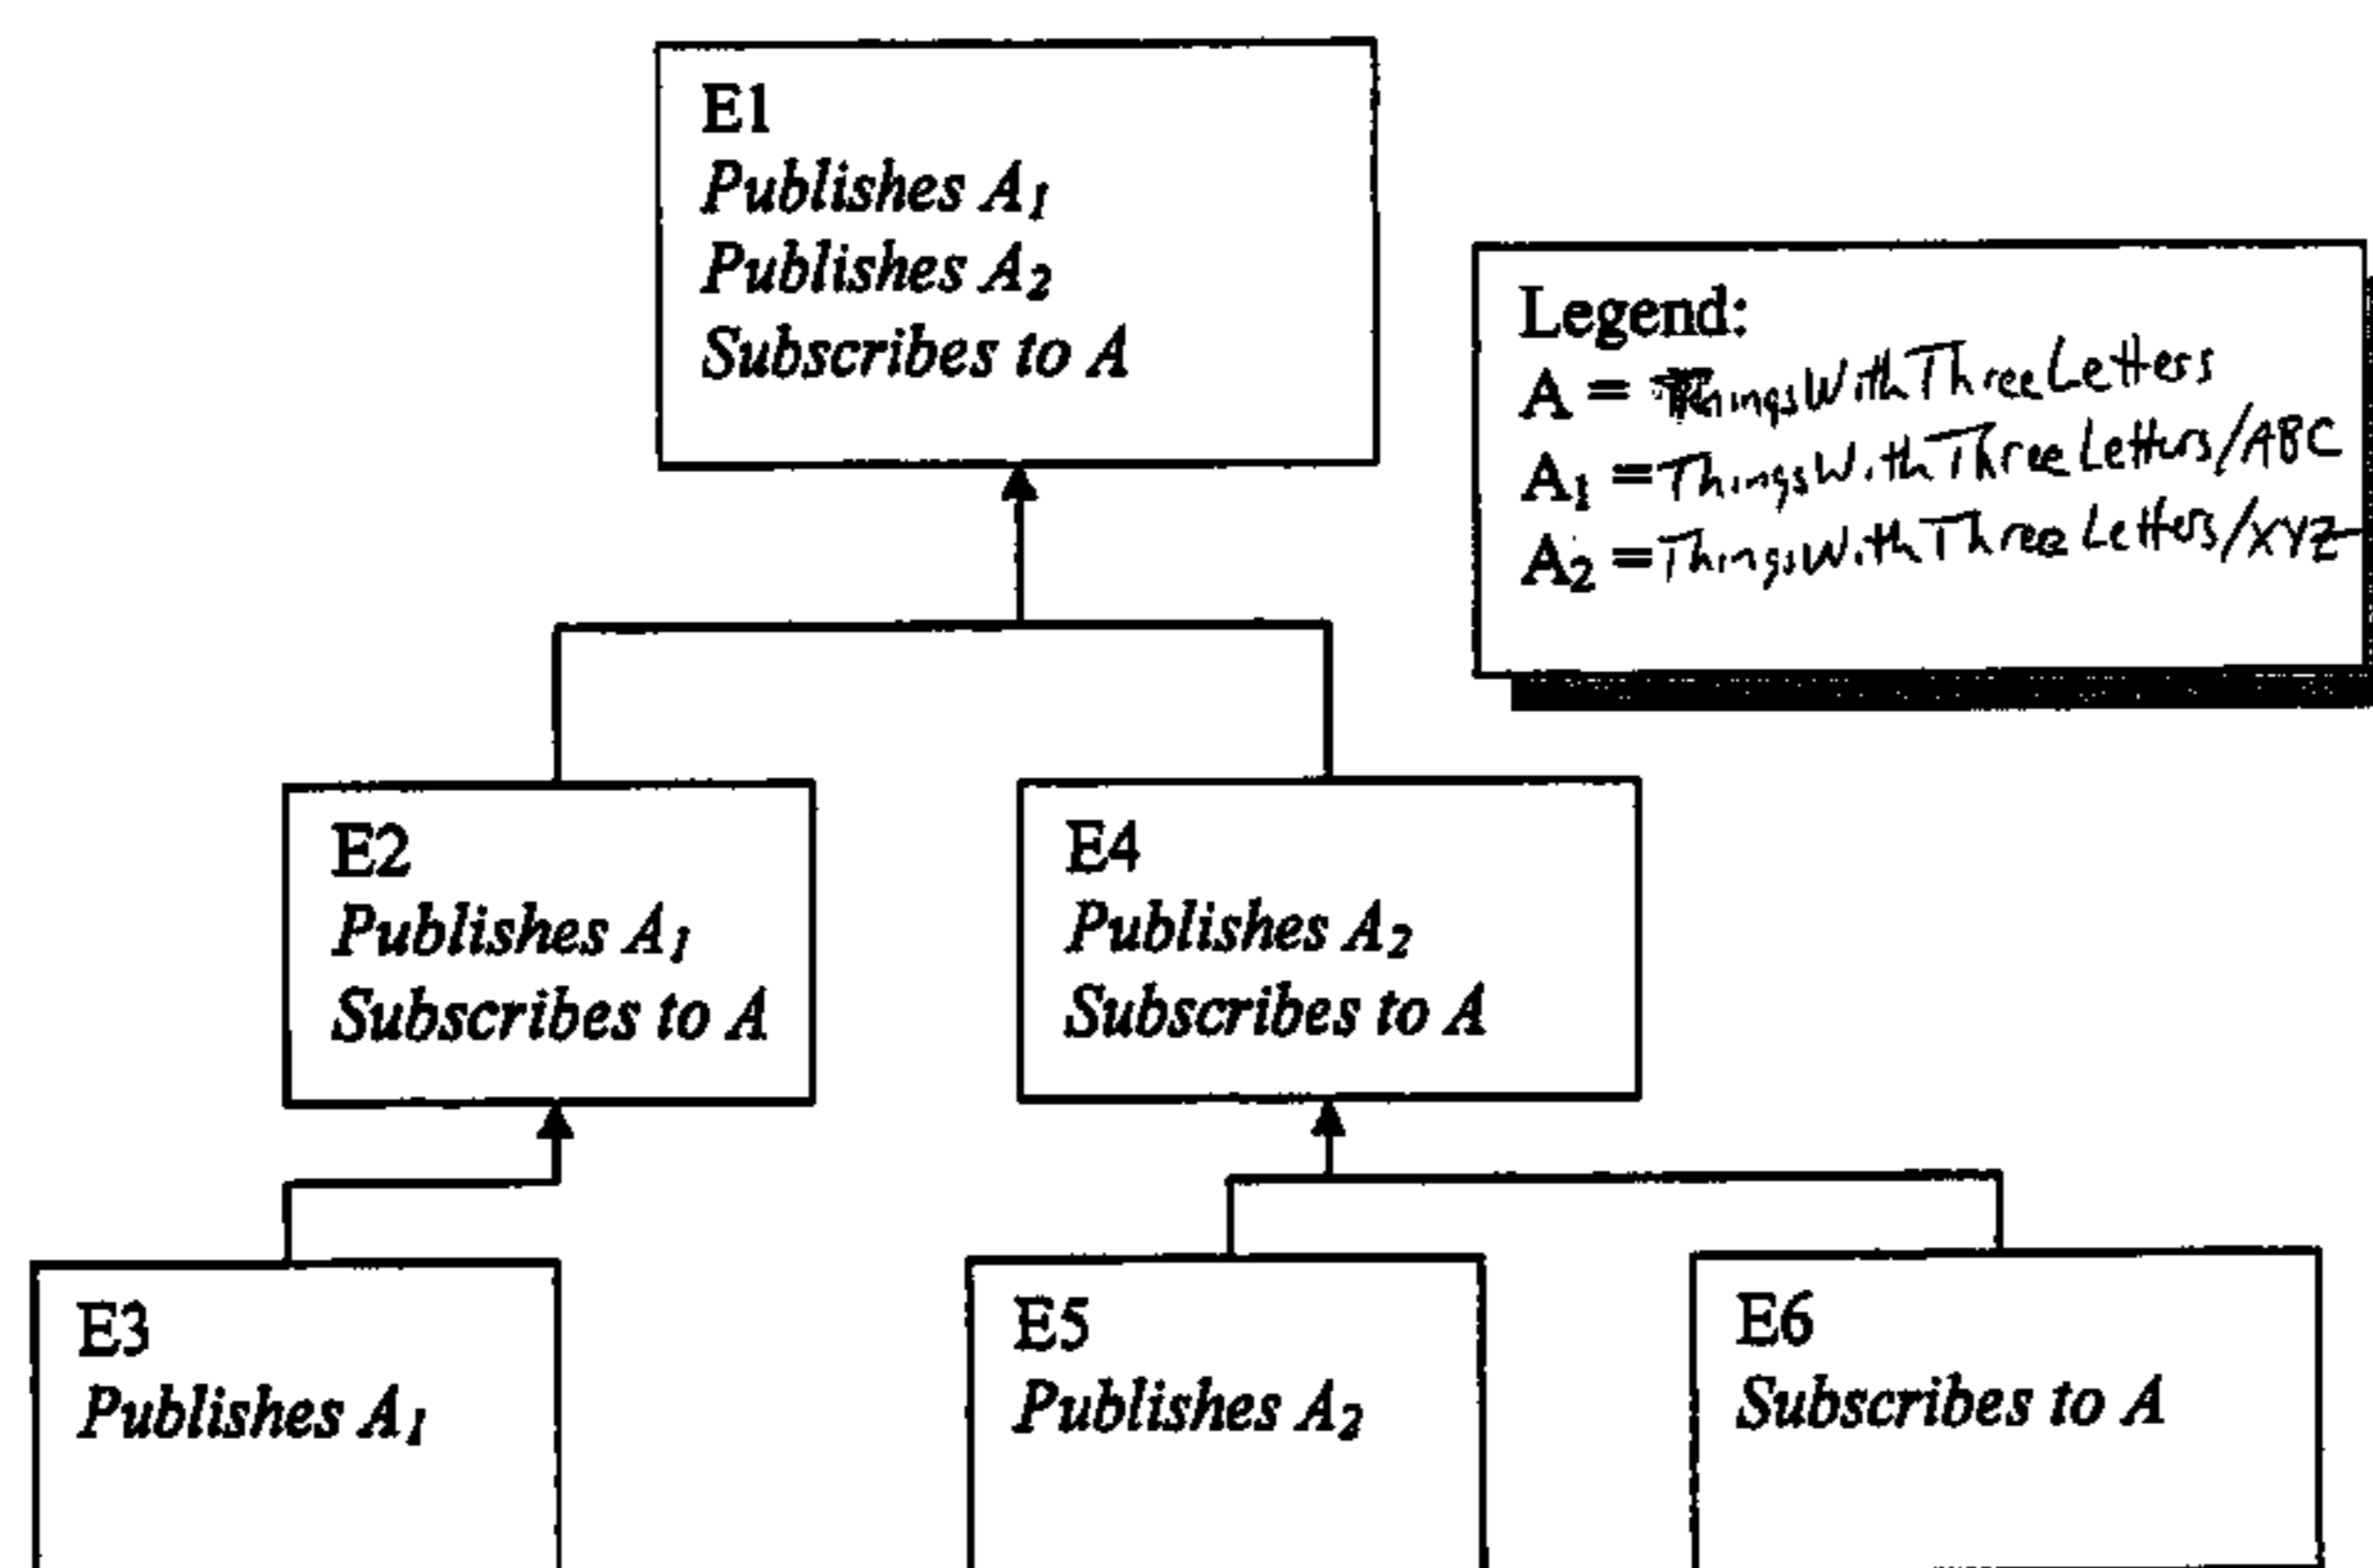 E1
Publishes A1
Publishes A2
Subscribes to A
Legend:
A = ThingsWithThreeLetters
A1 = ThingsWithThreeLetters/ABC
A2 = ThingsWithThreeLetters/XYZ
E2
Publishes A1
Subscribes to A
E4
Publishes A2
Subscribes to A
E3
Publishes A1
E5
Publishes A2
E6
Subscribes to A